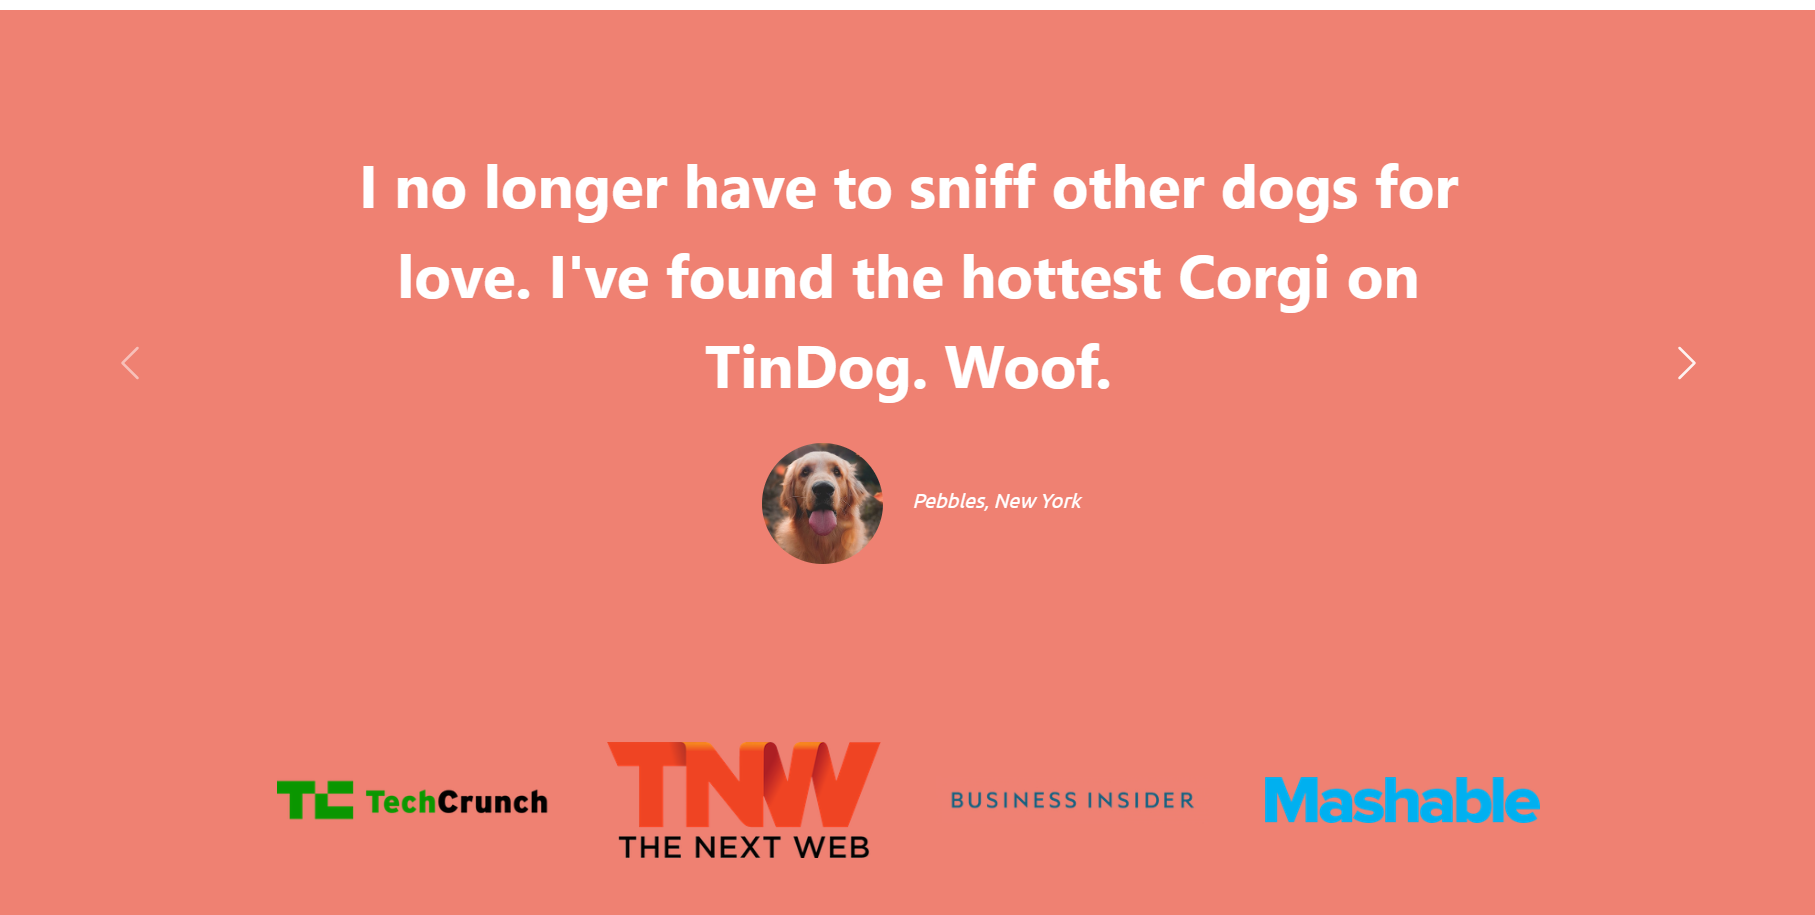 I no longer have to sniff other dogs for
love. I've found the hottest Corgi on
TinDog. Woof.
Pebbles, New York
TC TechCrunch
TNW
THE NEXT WEB
BUSINESS INSIDER
Mashable